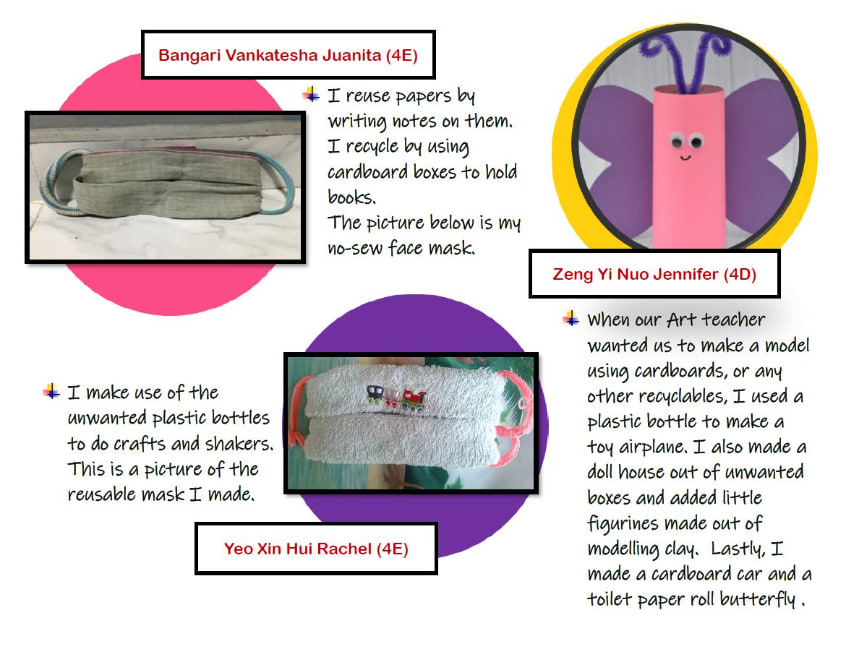 Bangari Vankatesha Juanita (4E)
I reuse papers by
writing notes on them.
I recycle by using
cardboard boxes to hold
books.
The picture below is my
no-sew face mask.
Zeng Yi Nuo Jennifer (4D)
When our Art teacher
wanted us to make a model
using cardboards, or any
other recyclables, I used a
plastic bottle to make a
toy airplane. I also made a
doll house out of unwanted
boxes and added little
figurines made out of
modelling clay. Lastly, I
made a cardboard car and a
toilet paper roll butterfly .
I make use of the
unwanted plastic bottles
to do crafts and shakers.
This is a picture of the
reusable mask I made.
Yeo Xin Hui Rachel (4E)